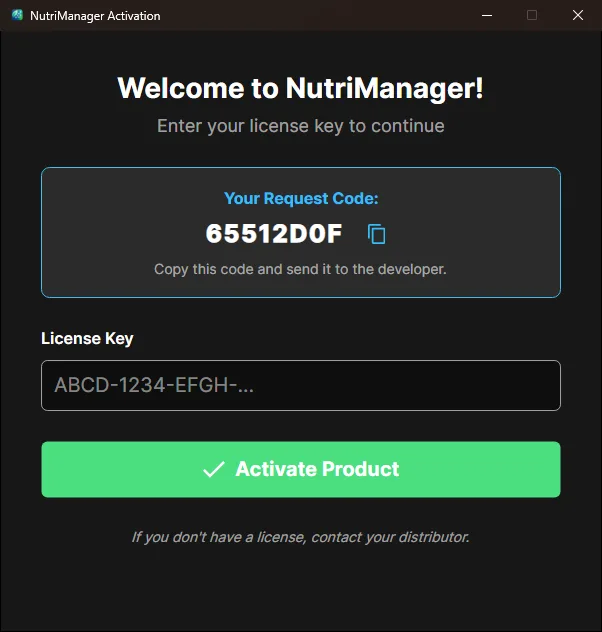 NutriManager Activation
Welcome to NutriManager!
Enter your license key to continue
Your Request Code:
65512D0F
Copy this code and send it to the developer.
License Key
ABCD-1234-EFGH-...
Activate Product
If you don't have a license, contact your distributor.